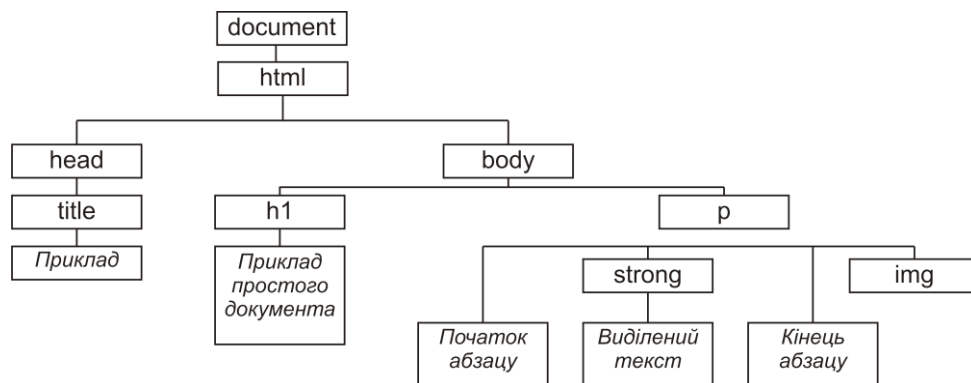 document
html
head
body
title
h1
p
Приклад
Приклад
простого
документа
strong
img
Початок
абзацу
Виділений
текст
Кінець
абзацу